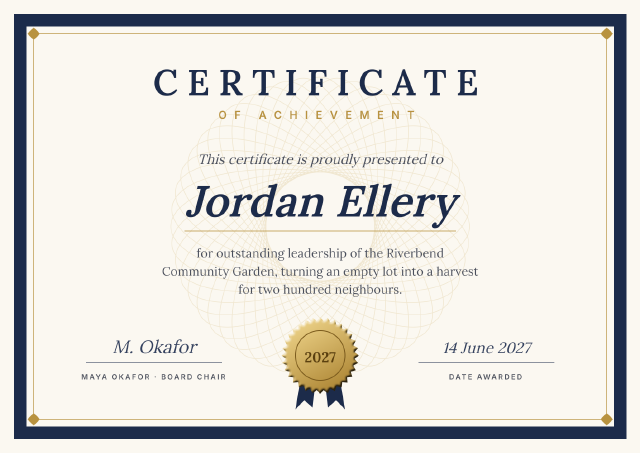 CERTIFICATE
OF ACHIEVEMENT
This certificate is proudly presented to
Jordan Ellery
for outstanding leadership of the Riverbend
Community Garden, turning an empty lot into a harvest
for two hundred neighbours.
M. Okafor
MAYA OKAFOR · BOARD CHAIR
2027
14 June 2027
DATE AWARDED